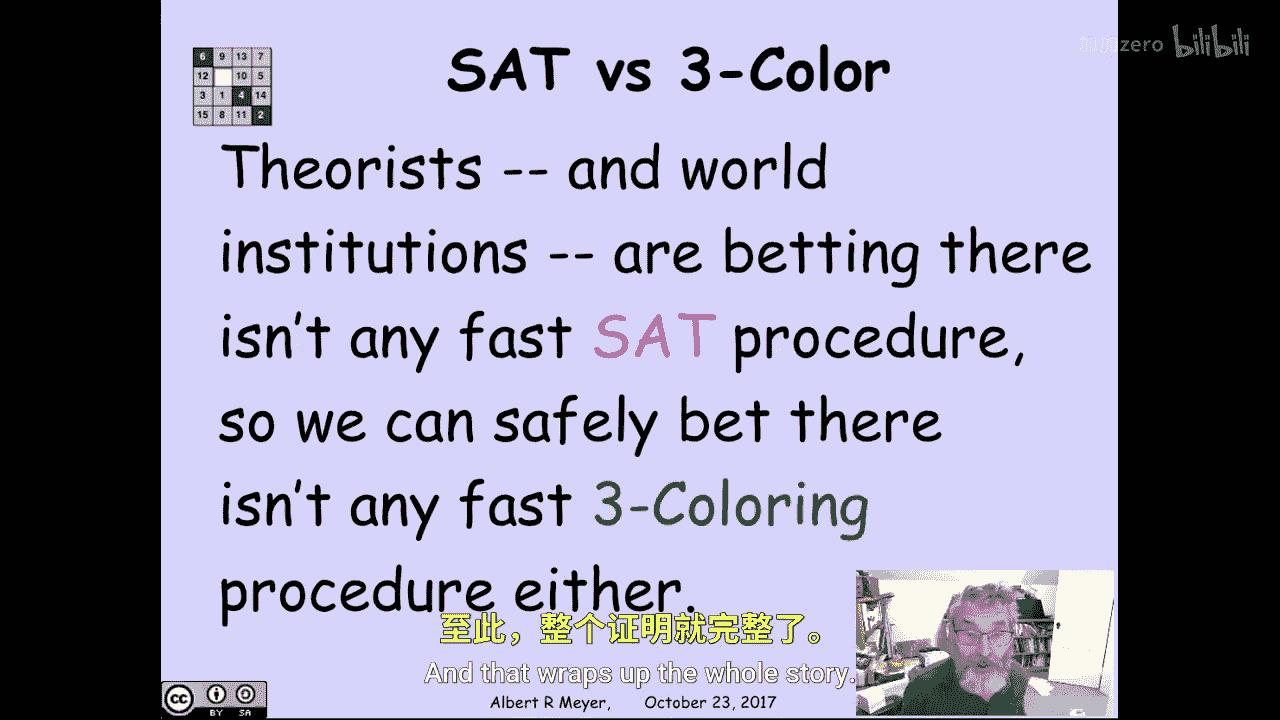 zero bilibili
SAT vs 3-Color
6 9 13 7
12 10 5
3 1 4 14
15 8 11 2
Theorists -- and world
institutions -- are betting there
isn't any fast SAT procedure,
so we can safely bet there
isn't any fast 3-Coloring
procedure either.
至此，整个证明就完整了。
And that wraps up the whole story.
cc BY SA
Albert R Meyer, October 23, 2017